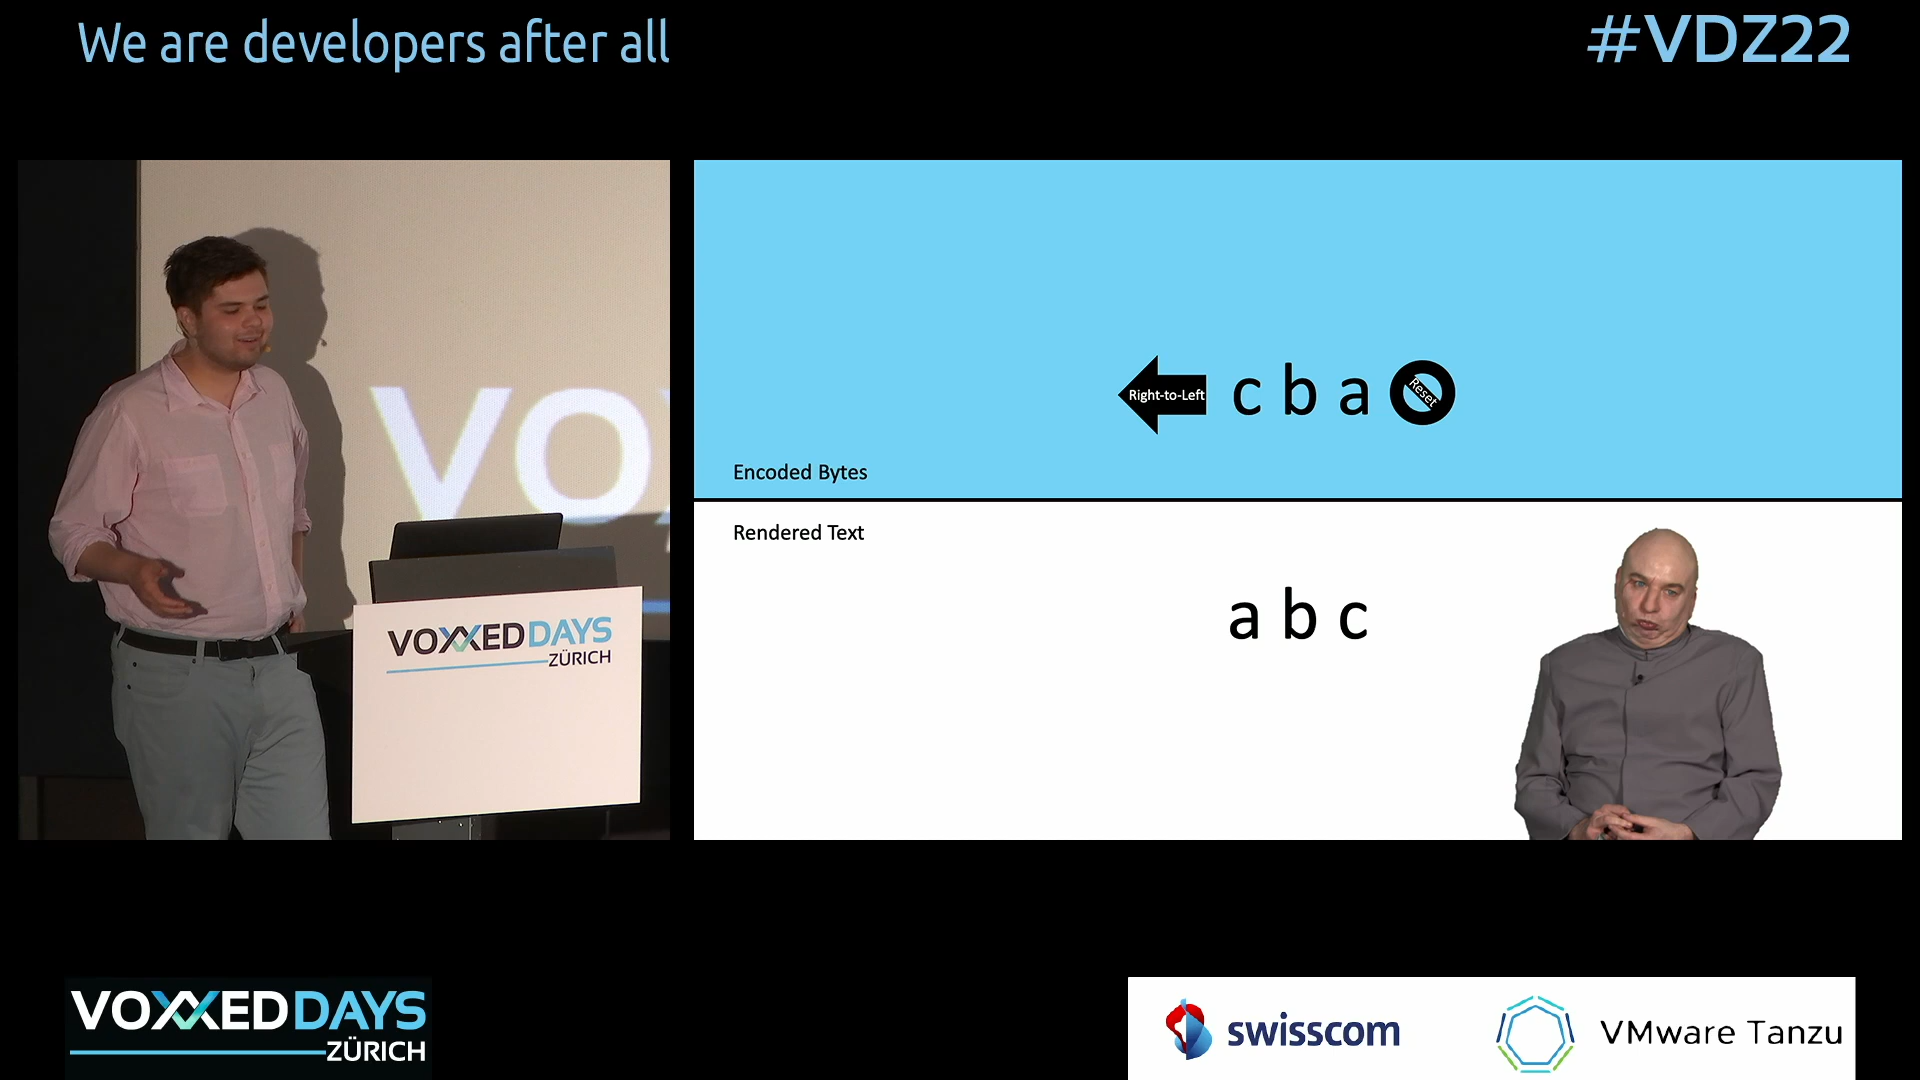 We are developers after all
#VDZ22
VO
VOXXED DAYS
ZÜRICH
Right-to-Left
c b a
Reset
Encoded Bytes
Rendered Text
a b c
VOXXED DAYS
ZÜRICH
swisscom
VMware Tanzu